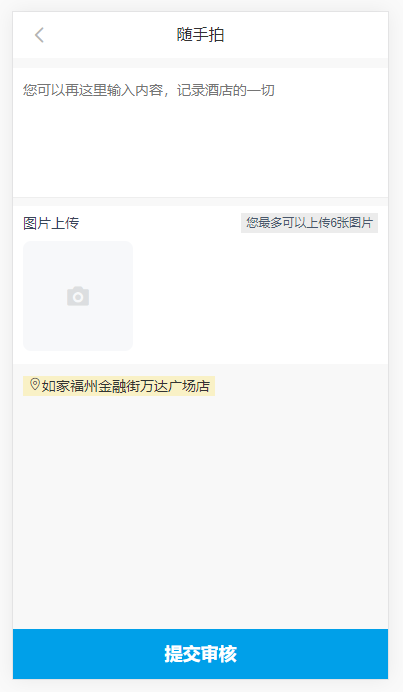 随手拍
您可以再这里输入内容，记录酒店的一切
图片上传
您最多可以上传6张图片
如家福州金融街万达广场店
提交审核